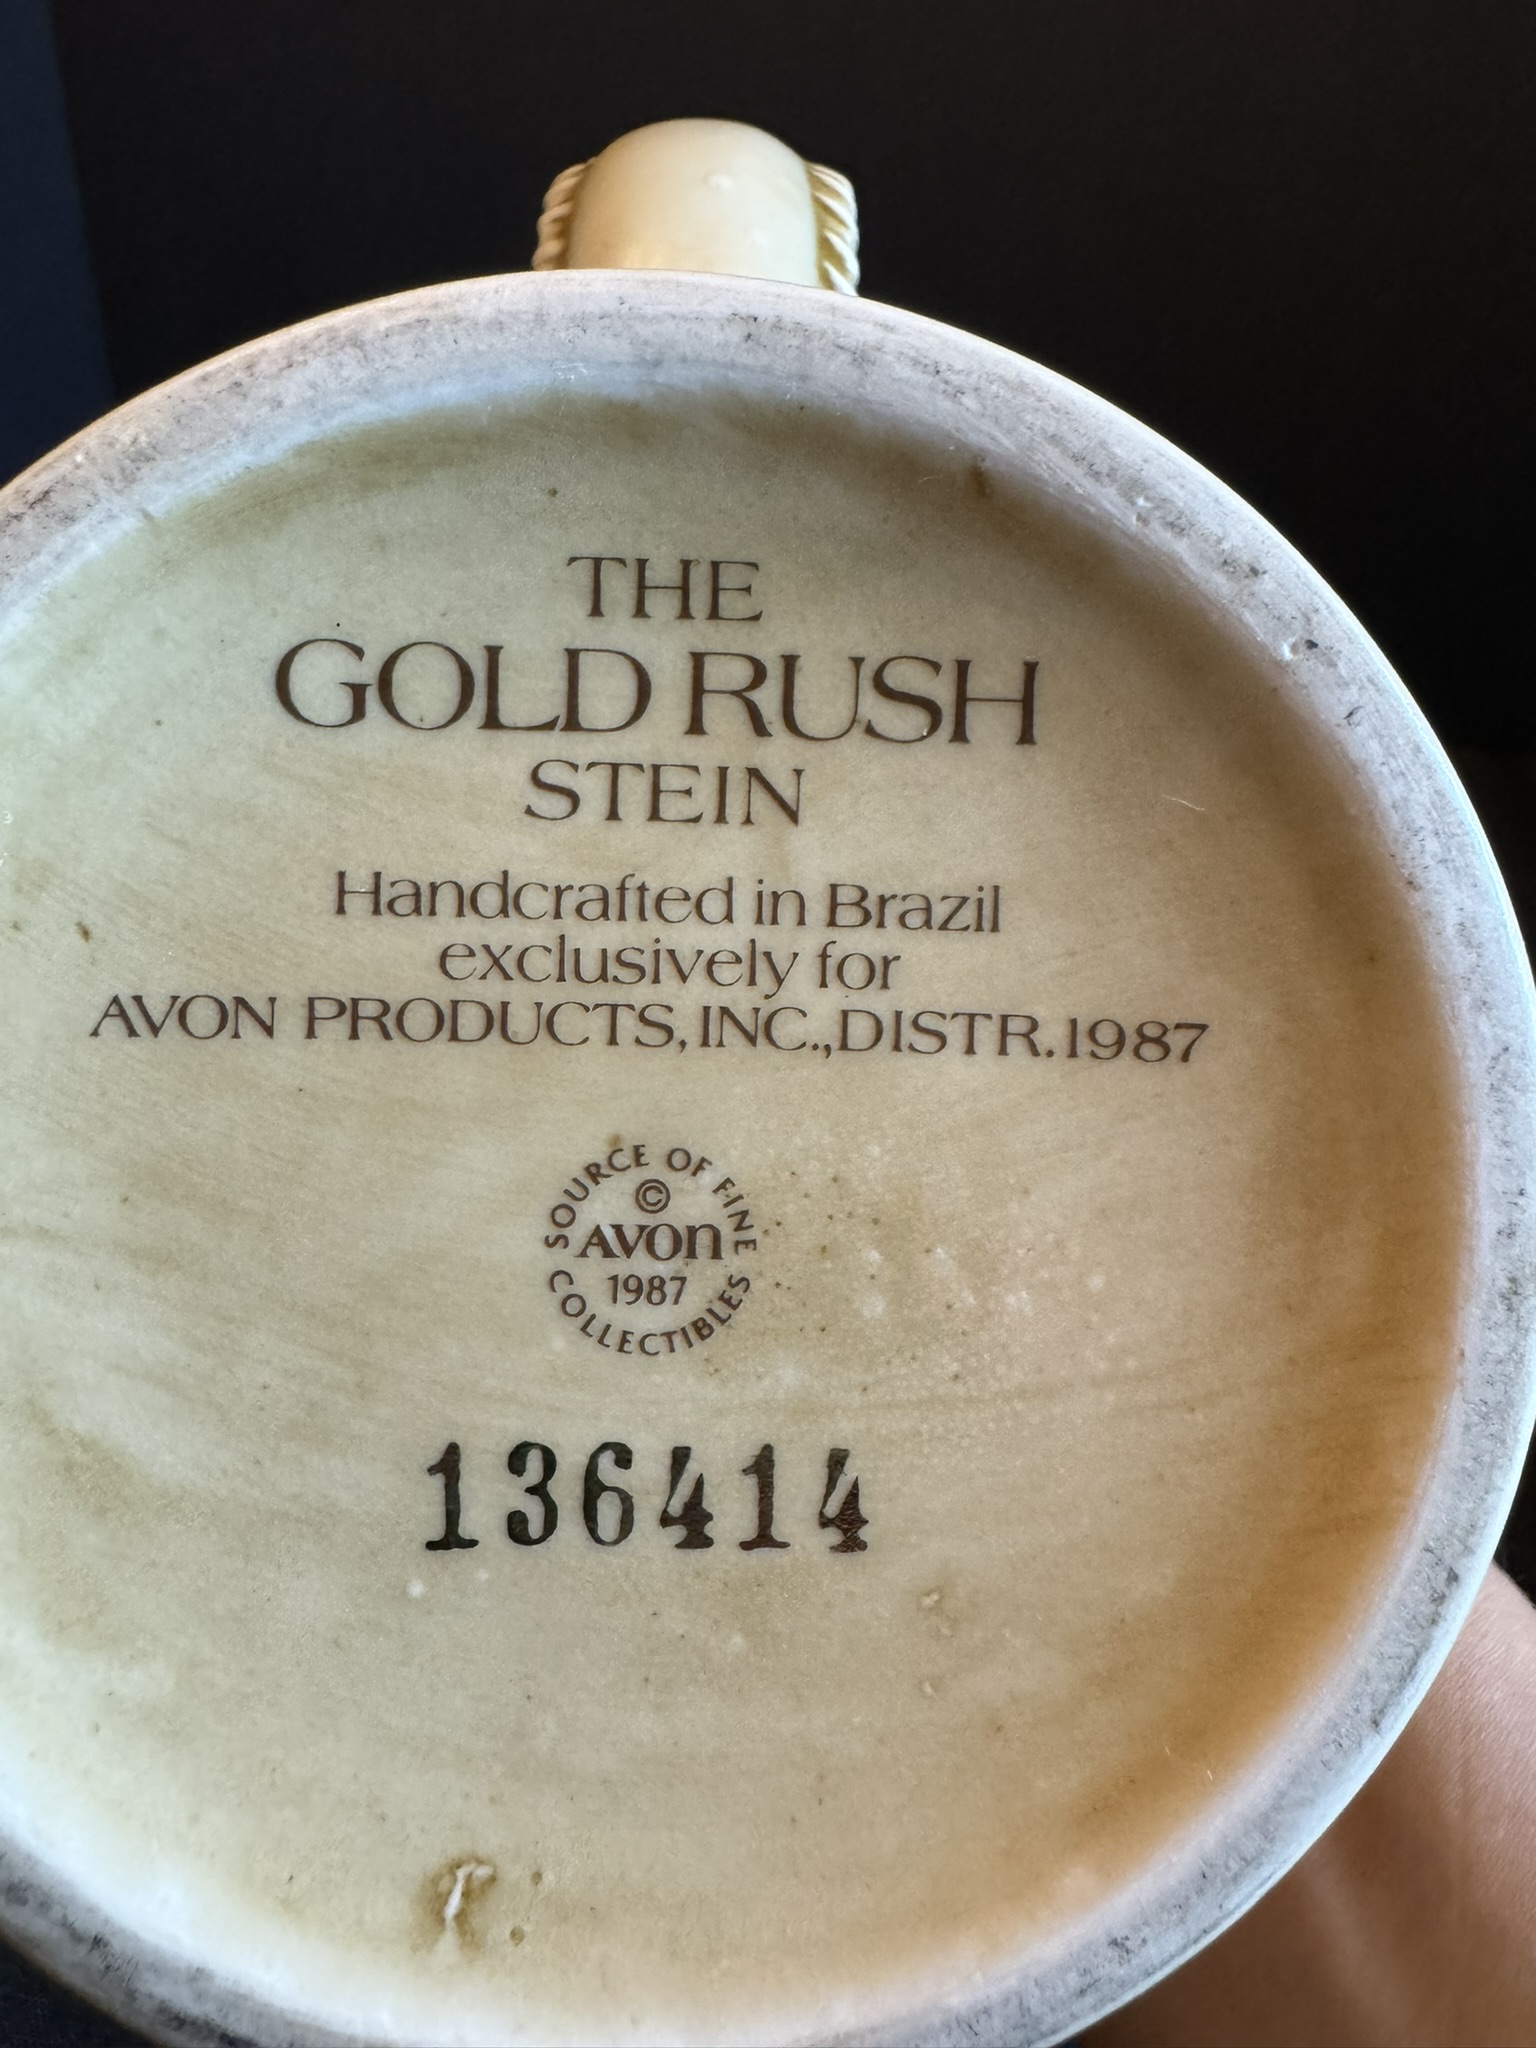 THE
GOLD RUSH
STEIN
Handcrafted in Brazil
exclusively for
AVON PRODUCTS, INC., DISTR. 1987
SOURCE OF FINE
©
AVON
1987
COLLECTIBLES
136414